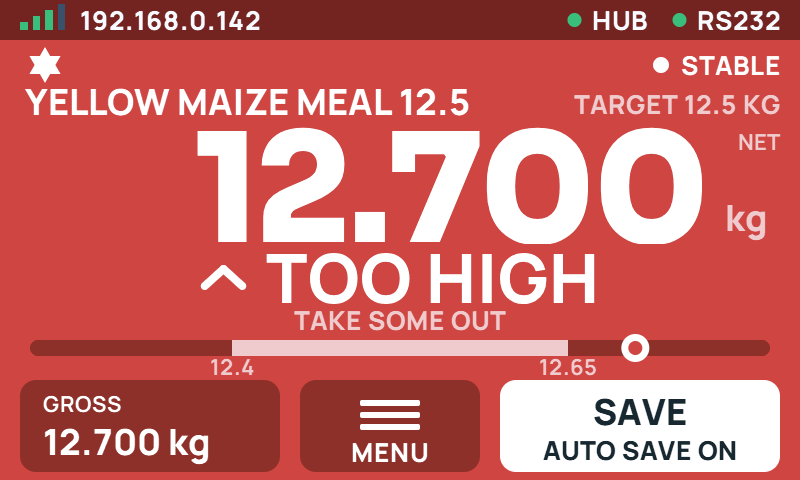 192.168.0.142 HUB RS232
STABLE
YELLOW MAIZE MEAL 12.5 TARGET 12.5 KG
NET
12.700 kg
TOO HIGH
TAKE SOME OUT
12.4 12.65
GROSS
12.700 kg
MENU
SAVE
AUTO SAVE ON